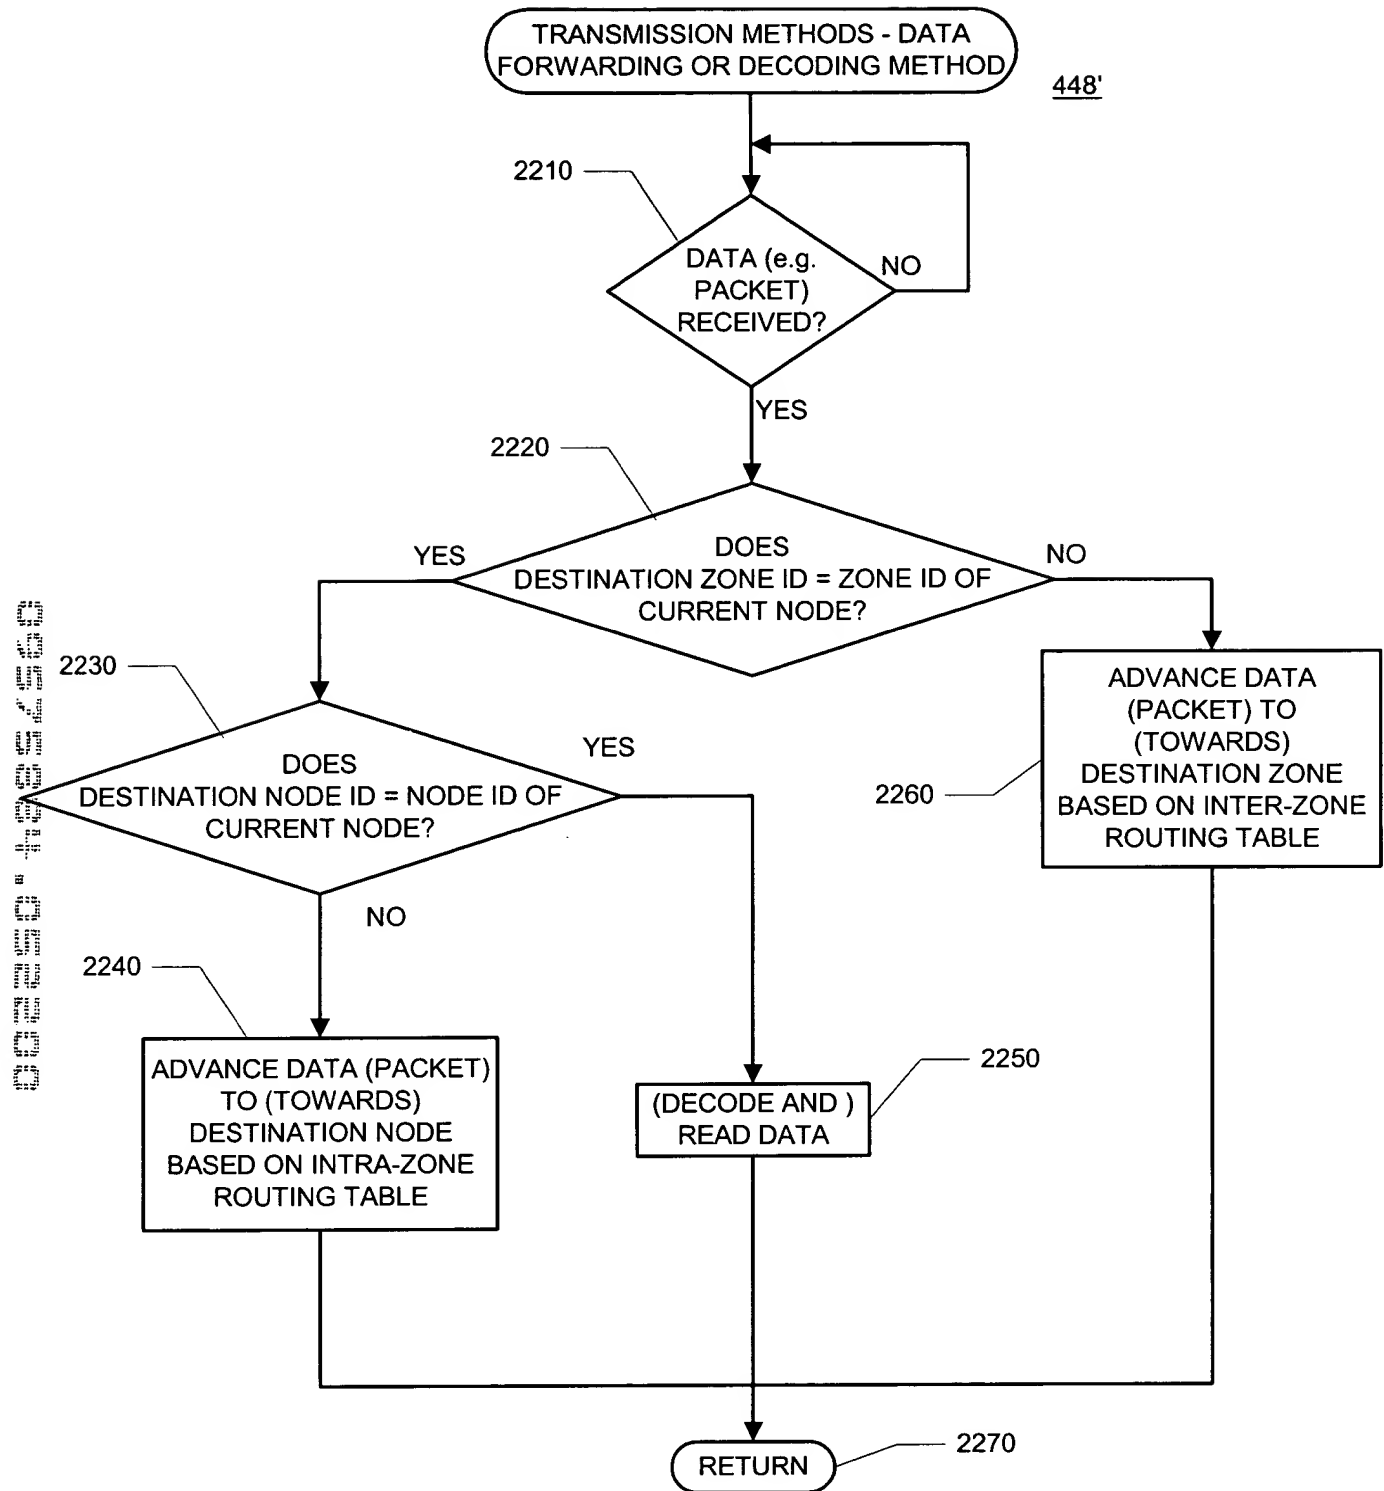 TRANSMISSION METHODS - DATA
FORWARDING OR DECODING METHOD
448'
2210
DATA (e.g.
PACKET)
RECEIVED?
NO
YES
2220
YES
DOES
DESTINATION ZONE ID = ZONE ID OF
CURRENT NODE?
NO
2230
DOES
DESTINATION NODE ID = NODE ID OF
CURRENT NODE?
YES
NO
2260
ADVANCE DATA
(PACKET) TO
(TOWARDS)
DESTINATION ZONE
BASED ON INTER-ZONE
ROUTING TABLE
2240
ADVANCE DATA (PACKET)
TO (TOWARDS)
DESTINATION NODE
BASED ON INTRA-ZONE
ROUTING TABLE
2250
(DECODE AND )
READ DATA
RETURN
2270